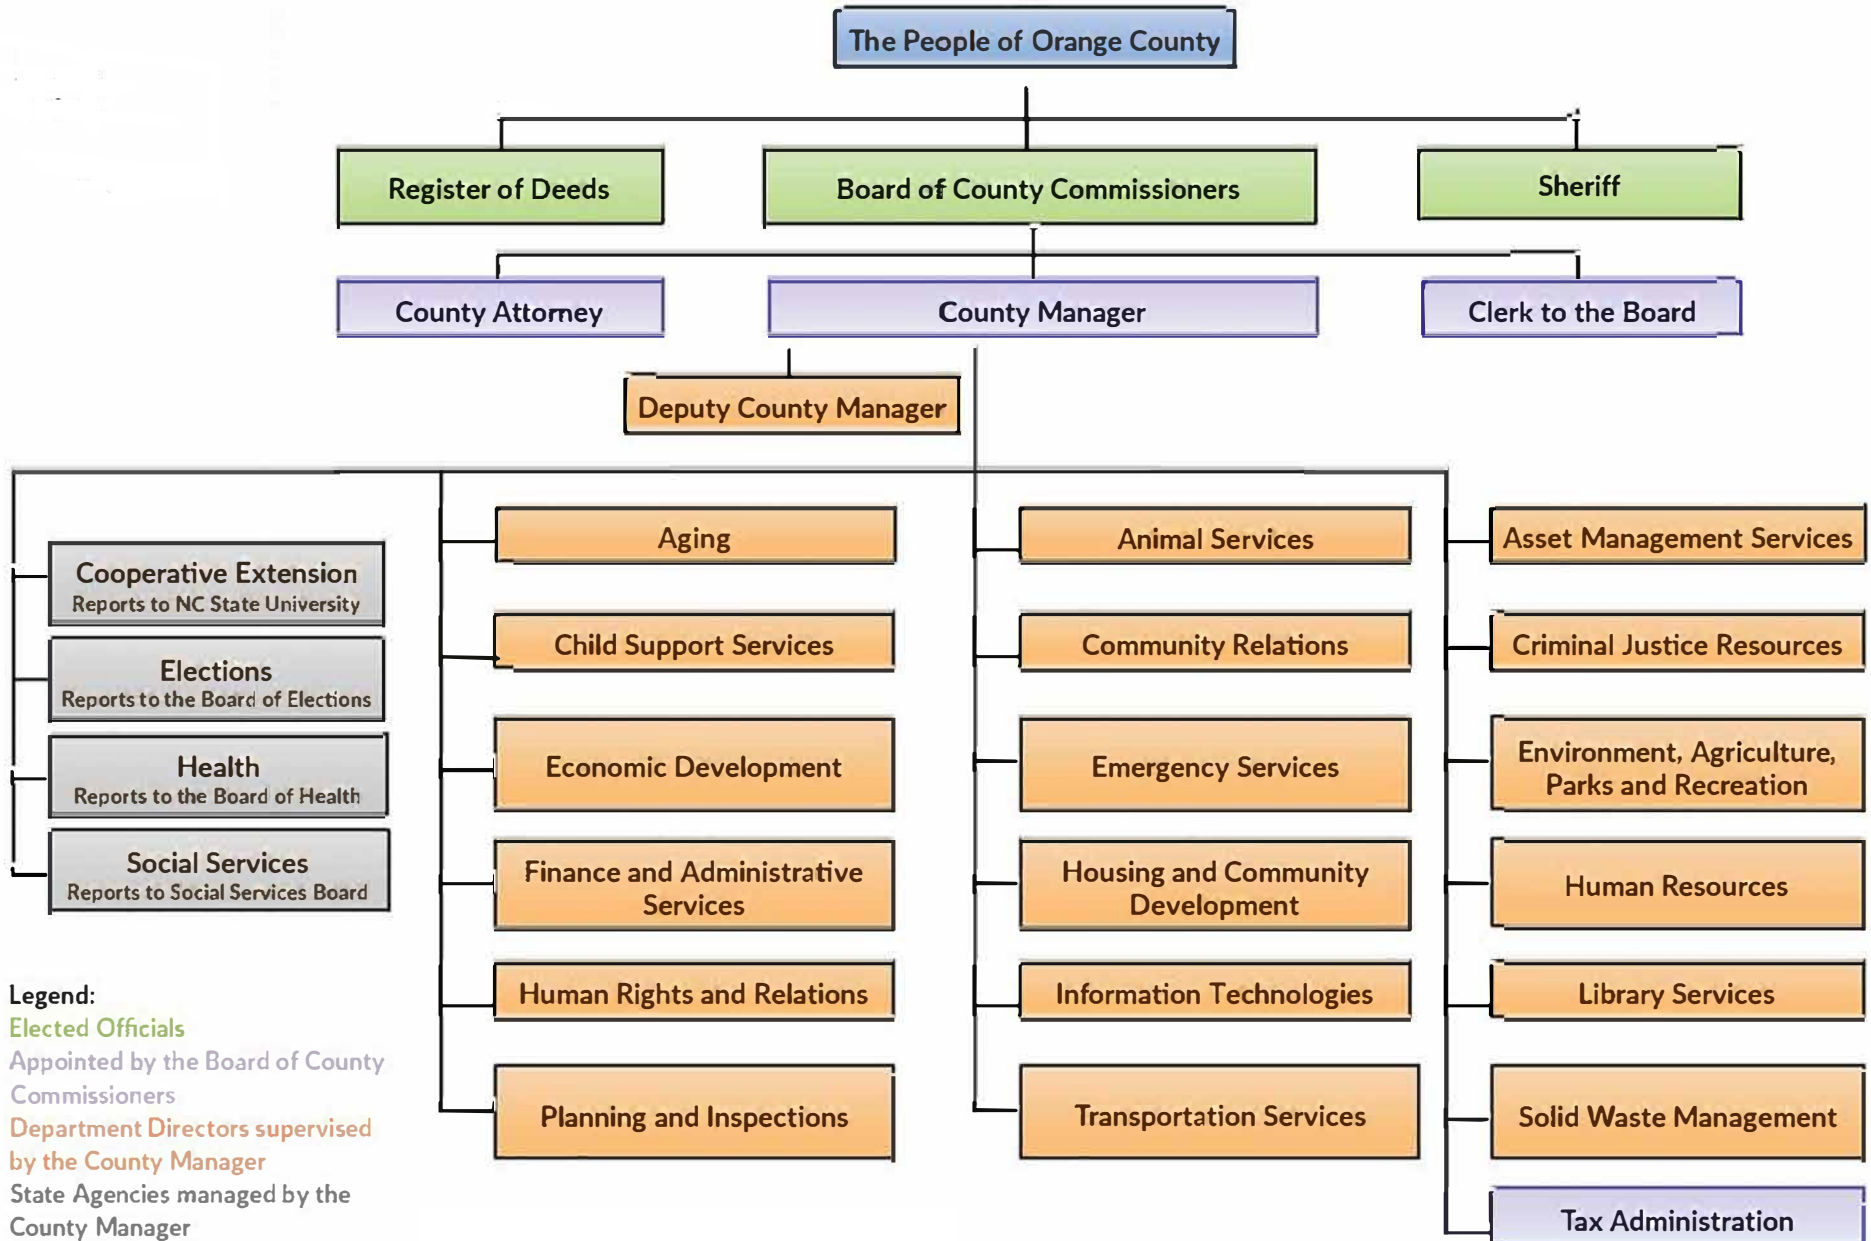 The People of Orange County
Register of Deeds
Board of County Commissioners
Sheriff
County Attorney
County Manager
Clerk to the Board
Deputy County Manager
Cooperative Extension
Reports to NC State University
Elections
Reports to the Board of Elections
Health
Reports to the Board of Health
Social Services
Reports to Social Services Board
Aging
Child Support Services
Economic Development
Finance and Administrative
Services
Human Rights and Relations
Planning and Inspections
Animal Services
Community Relations
Emergency Services
Housing and Community
Development
Information Technologies
Transportation Services
Asset Management Services
Criminal Justice Resources
Environment, Agriculture,
Parks and Recreation
Human Resources
Library Services
Solid Waste Management
Tax Administration
Legend:
Elected Officials
Appointed by the Board of County
Commissioners
Department Directors supervised
by the County Manager
State Agencies managed by the
County Manager